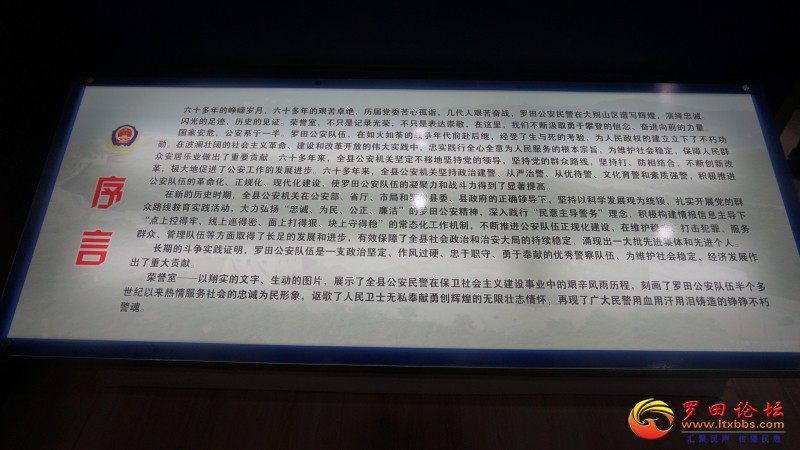 序言
六十多年的峥嵘岁月，六十多年的艰苦卓绝，历届党委苦心孤诣，几代人艰苦奋战，罗田公安民警在大别山区谱写辉煌，演绎忠诚。
闪光的足迹，历史的见证。荣誉室，不只是记录光荣，不只是表达崇敬，在这里，我们不断汲取勇于攀登的信念、奋进向前的力量。
国家安危，公安系于一半。罗田公安队伍，在如火如荼的战争年代前赴后继，经受了生与死的考验，为人民政权的建立立下了不朽功
勋。在波澜壮阔的社会主义革命、建设和改革开放的伟大实践中，忠实践行全心全意为人民服务的根本宗旨，为维护社会稳定，保障人民群
众安居乐业做出了重要贡献。六十多年来，全县公安机关坚定不移地坚持党的领导，坚持党的群众路线，坚持打、防相结合，不断创新改
革，极大地促进了公安工作的发展进步。六十多年来，全县公安机关坚持政治建警、从严治警、从优待警、文化育警和素质强警，积极推进
公安队伍的革命化、正规化、现代化建设，使罗田公安队伍的凝聚力和战斗力得到了显著提高。
在新的历史时期，全县公安机关在公安部、省厅、市局和县委、县政府的正确领导下，坚持以科学发展观为统领，扎实开展党的群
众路线教育实践活动，大力弘扬“忠诚、为民、公正、廉洁”的罗田公安精神，深入践行“民意主导警务”理念，积极构建情报信息主导下
“点上控得牢、线上巡得密、面上打得狠、块上守得稳”的常态化工作机制，不断推进公安队伍正规化建设，在维护稳定、打击犯罪、服务
群众、管理队伍等方面取得了长足的发展和进步，有效保障了全县社会政治和治安大局的持续稳定，涌现出一大批先进集体和先进个人。
长期的斗争实践证明，罗田公安队伍是一支政治坚定、作风过硬、忠于职守、勇于奉献的优秀警察队伍，为维护社会稳定、经济发展作
出了重大贡献。
荣誉室——以翔实的文字、生动的图片，展示了全县公安民警在保卫社会主义建设事业中的艰辛风雨历程，刻画了罗田公安队伍半个多
世纪以来热情服务社会的忠诚为民形象，讴歌了人民卫士无私奉献勇创辉煌的无限壮志情怀，再现了广大民警用血用汗用泪铸造的铮铮不朽
警魂。
罗田论坛
www.ltxbbs.com
汇聚民声 传递民意